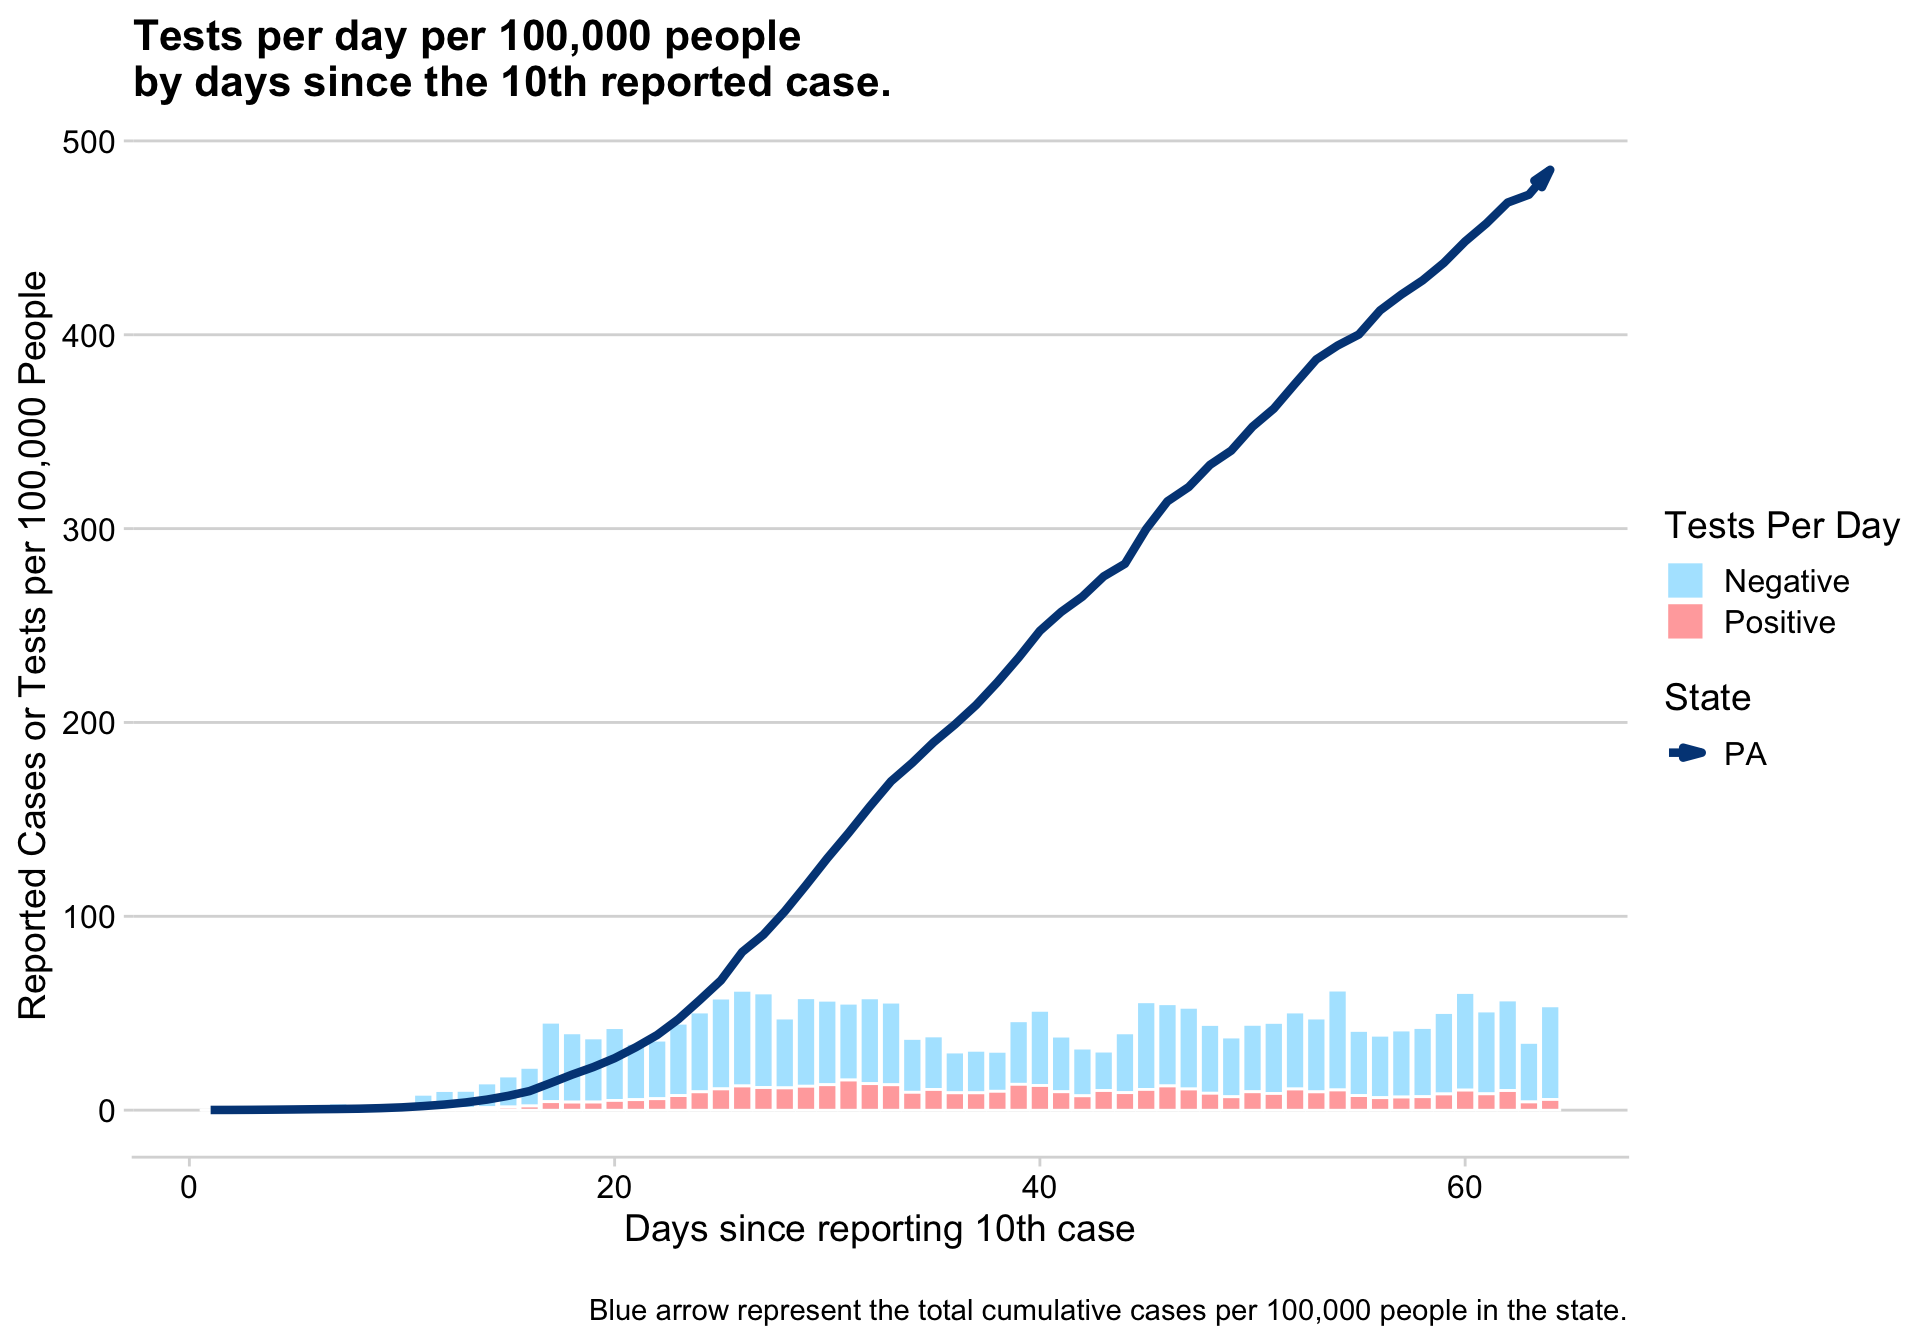 Tests per day per 100,000 people
by days since the 10th reported case.
Reported Cases or Tests per 100,000 People
500
400
300
200
100
0
0
20
40
60
Days since reporting 10th case
Tests Per Day
Negative
Positive
State
PA
Blue arrow represent the total cumulative cases per 100,000 people in the state.